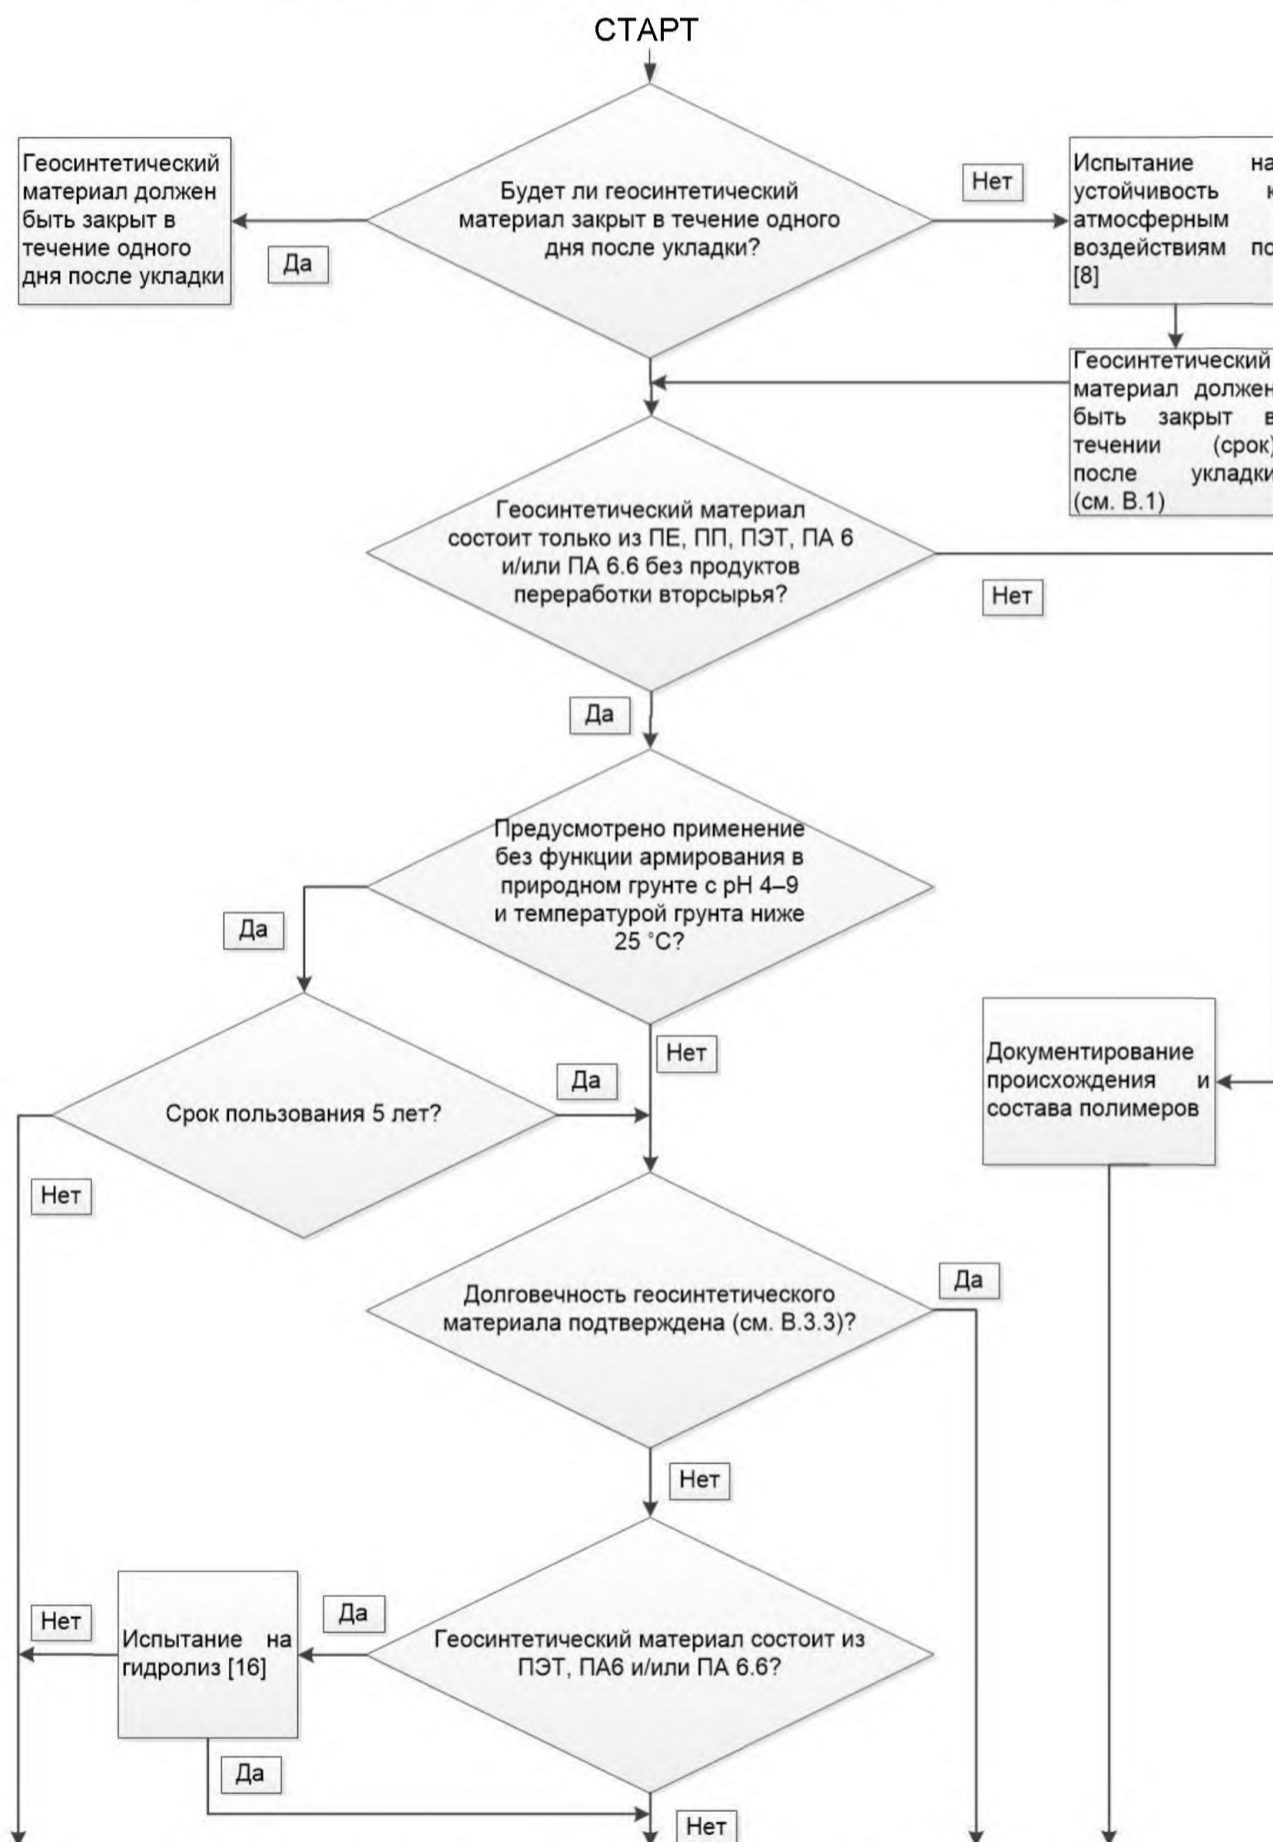 СТАРТ
Будет ли геосинтетический
материал закрыт в течение одного
дня после укладки?
Да
Геосинтетический
материал должен
быть закрыт в
течение одного
дня после укладки
Нет
Испытание на
устойчивость к
атмосферным
воздействиям по
[8]
Геосинтетический
материал должен
быть закрыт в
течении (срок)
после укладки
(см. В.1)
Геосинтетический материал
состоит только из ПЕ, ПП, ПЭТ, ПА 6
и/или ПА 6.6 без продуктов
переработки вторсырья?
Нет
Да
Предусмотрено применение
без функции армирования в
природном грунте с pH 4–9
и температурой грунта ниже
25 °С?
Да
Нет
Срок пользования 5 лет?
Да
Нет
Документирование
происхождения и
состава полимеров
Долговечность геосинтетического
материала подтверждена (см. В.3.3)?
Да
Нет
Геосинтетический материал состоит из
ПЭТ, ПА6 и/или ПА 6.6?
Да
Испытание на
гидролиз [16]
Нет
Да
Нет